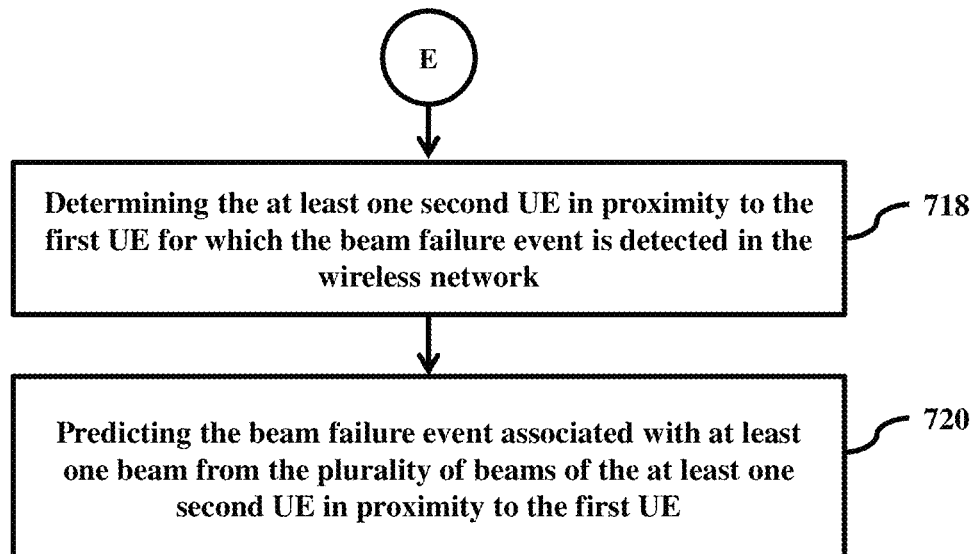 E
Determining the at least one second UE in proximity to the
first UE for which the beam failure event is detected in the
wireless network
718
Predicting the beam failure event associated with at least
one beam from the plurality of beams of the at least one
second UE in proximity to the first UE
720